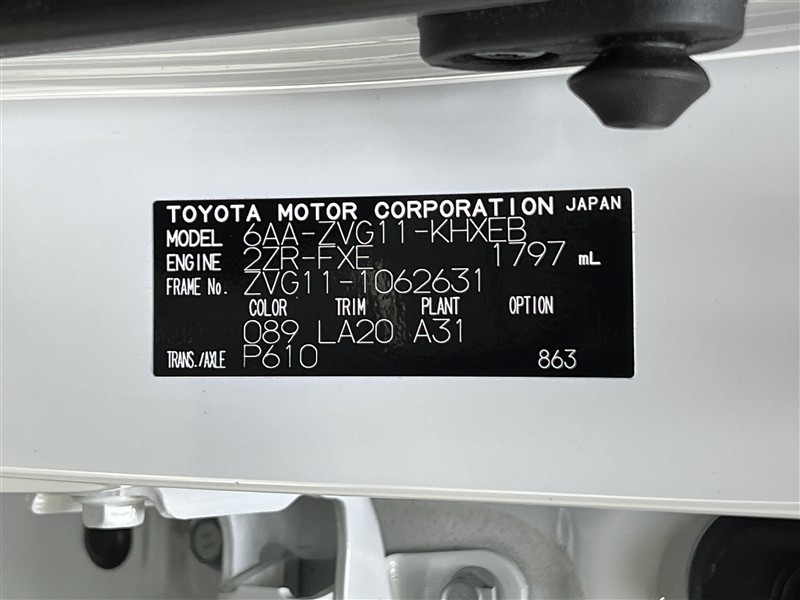 TOYOTA MOTOR CORPORATION JAPAN
MODEL 6AA-ZVG11-KHXEB
ENGINE 2ZR-FXE 1797 mL
FRAME No. ZVG11-1062631
COLOR TRIM PLANT OPTION
089 LA20 A31
TRANS./AXLE P610 863